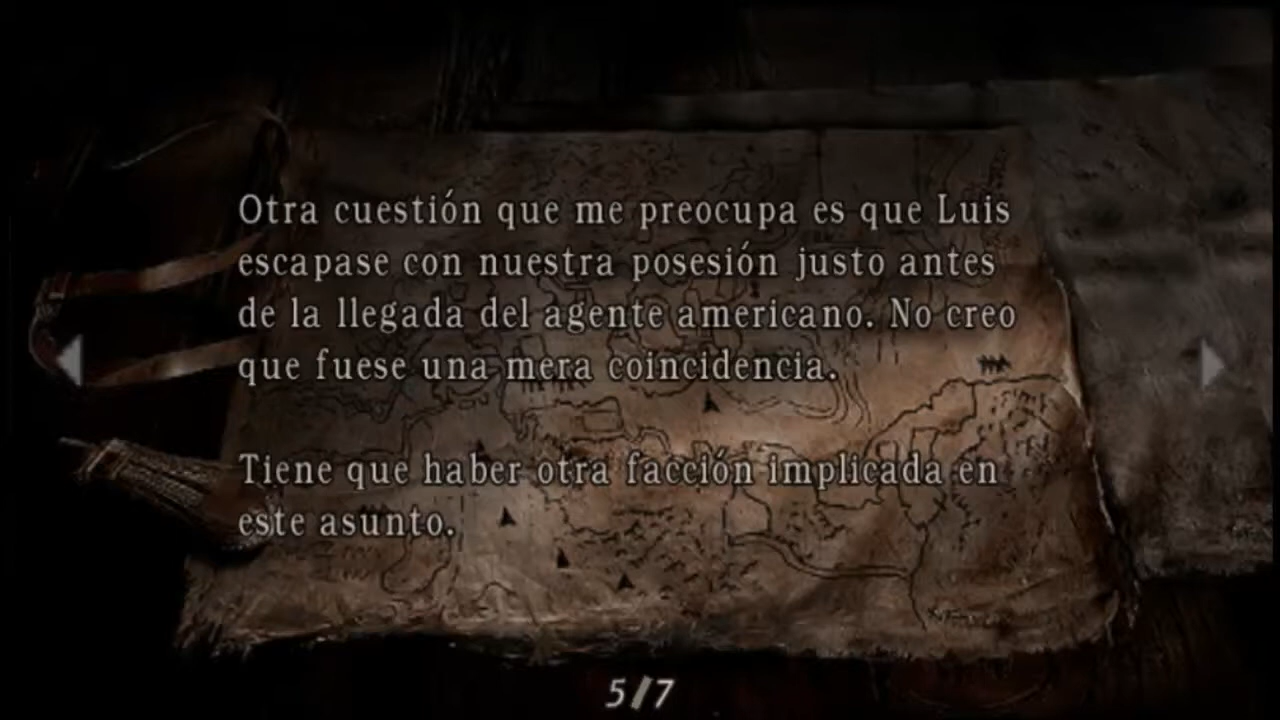 Otra cuestión que me preocupa es que Luis
escapase con nuestra posesión justo antes
de la llegada del agente americano. No creo
que fuese una mera coincidencia.
Tiene que haber otra facción implicada en
este asunto.
5/7